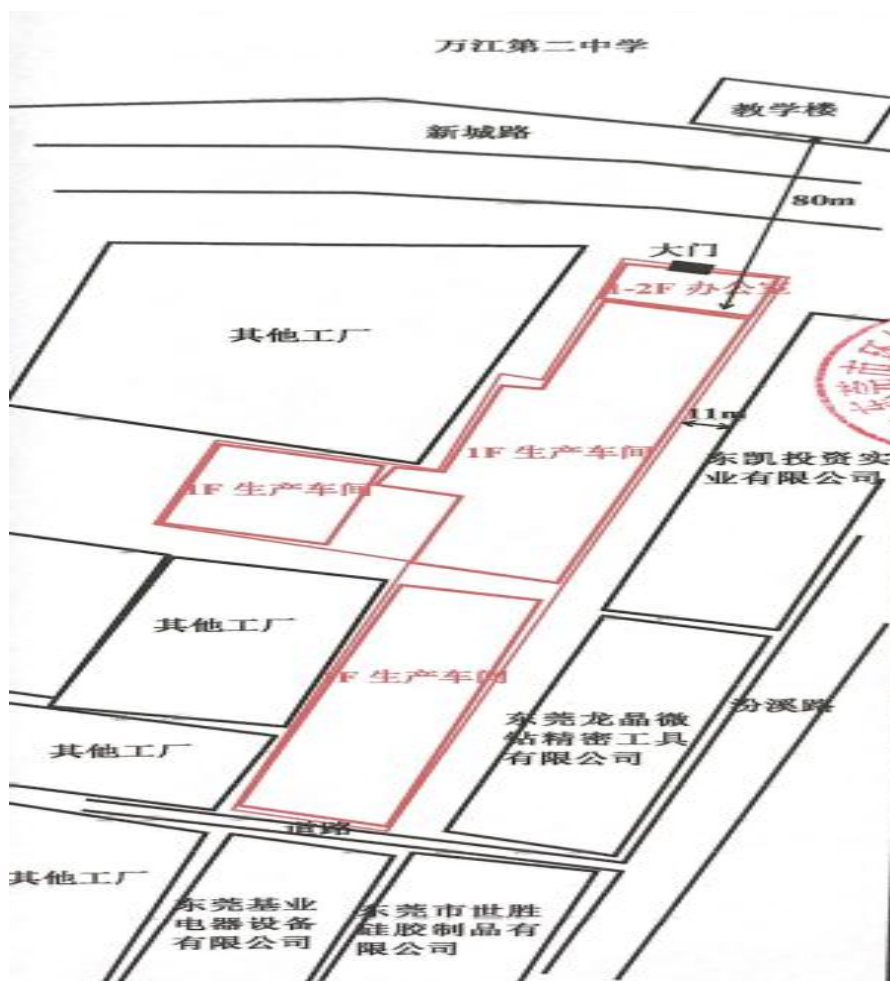 万江第二中学
教学楼
新城路
80m
大门
1-2F 办公室
其他工厂
11m
1F 生产车间
东凯投资实
业有限公司
1F 生产车间
其他工厂
1F 生产车间
汾溪路
东莞龙晶微
钻精密工具
有限公司
其他工厂
道路
其他工厂
东莞基业
电器设备
有限公司
东莞市世胜
硅胶制品有
限公司